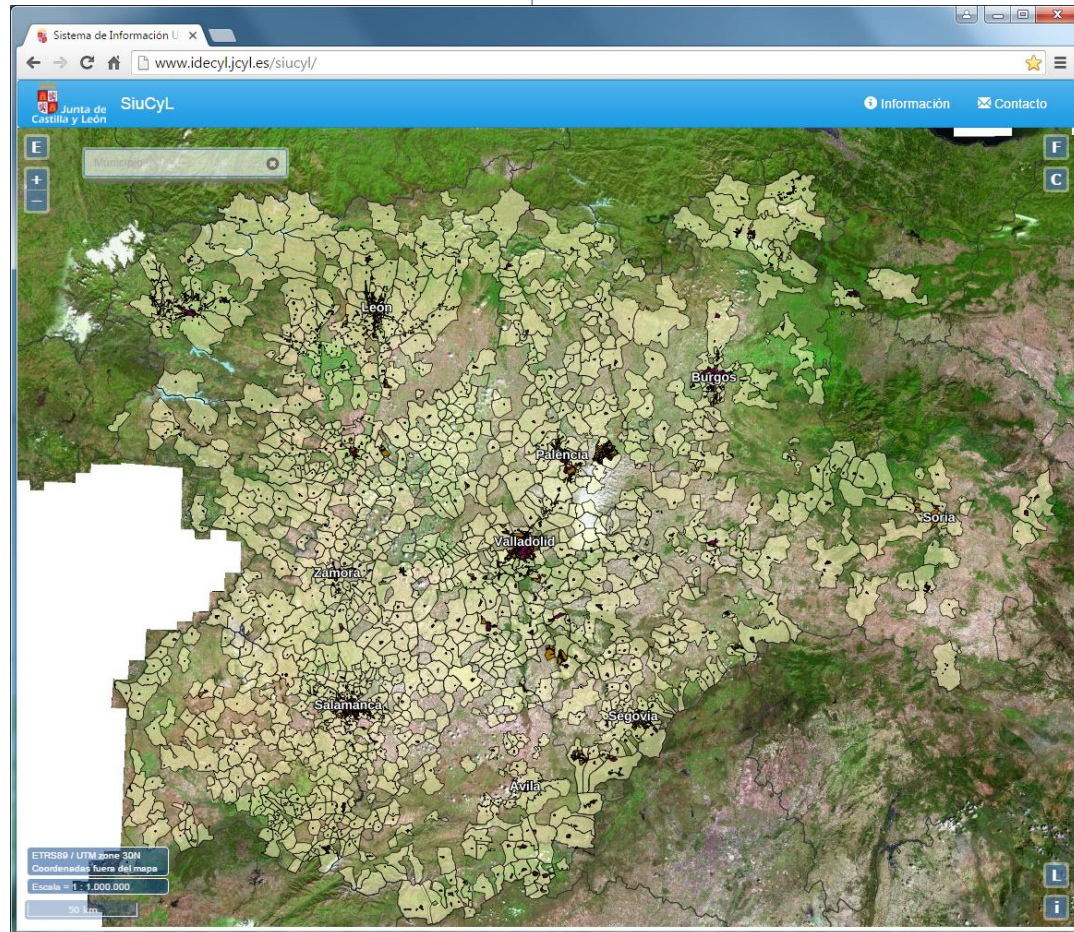 Sistema de Información U
www.idecyl.jcyl.es/siucyl/
Junta de
Castilla y León
SiuCyL
Información
Contacto
E
Municipio
F
+
C
−
León
Burgos
Palencia
Soria
Valladolid
Zamora
Salamanca
Segovia
Ávila
ETRS89 / UTM zone 30N
Coordenadas fuera del mapa
Escala = 1 : 1.000.000
50 km
L
i